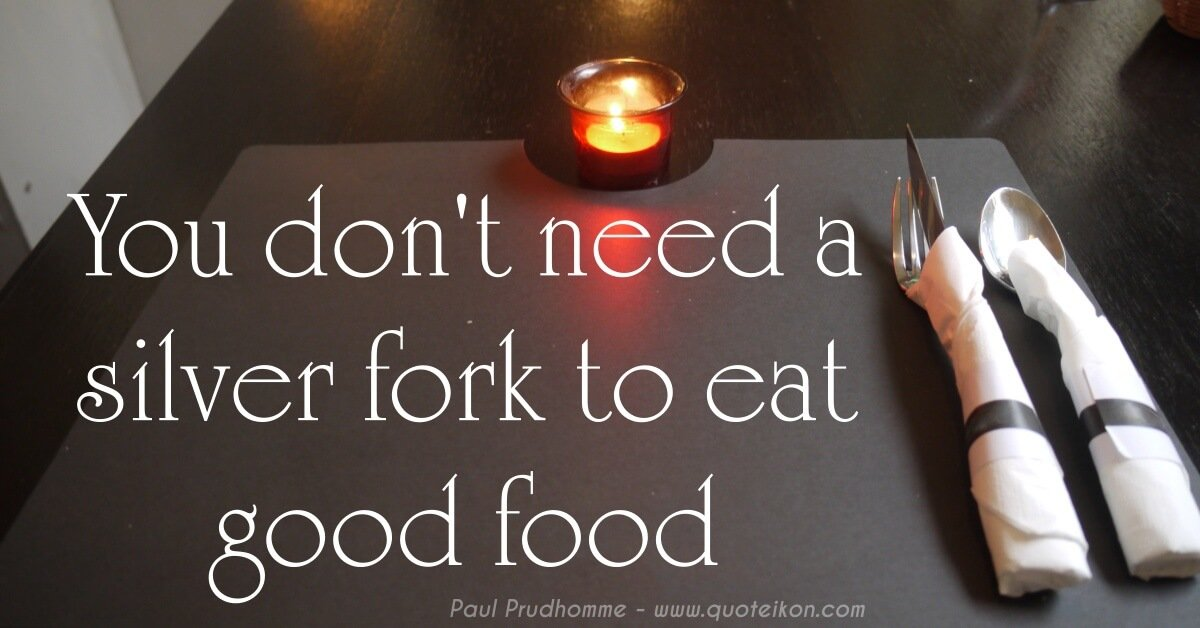 You don't need a
silver fork to eat
good food
Paul Prudhomme - www.quoteikon.com